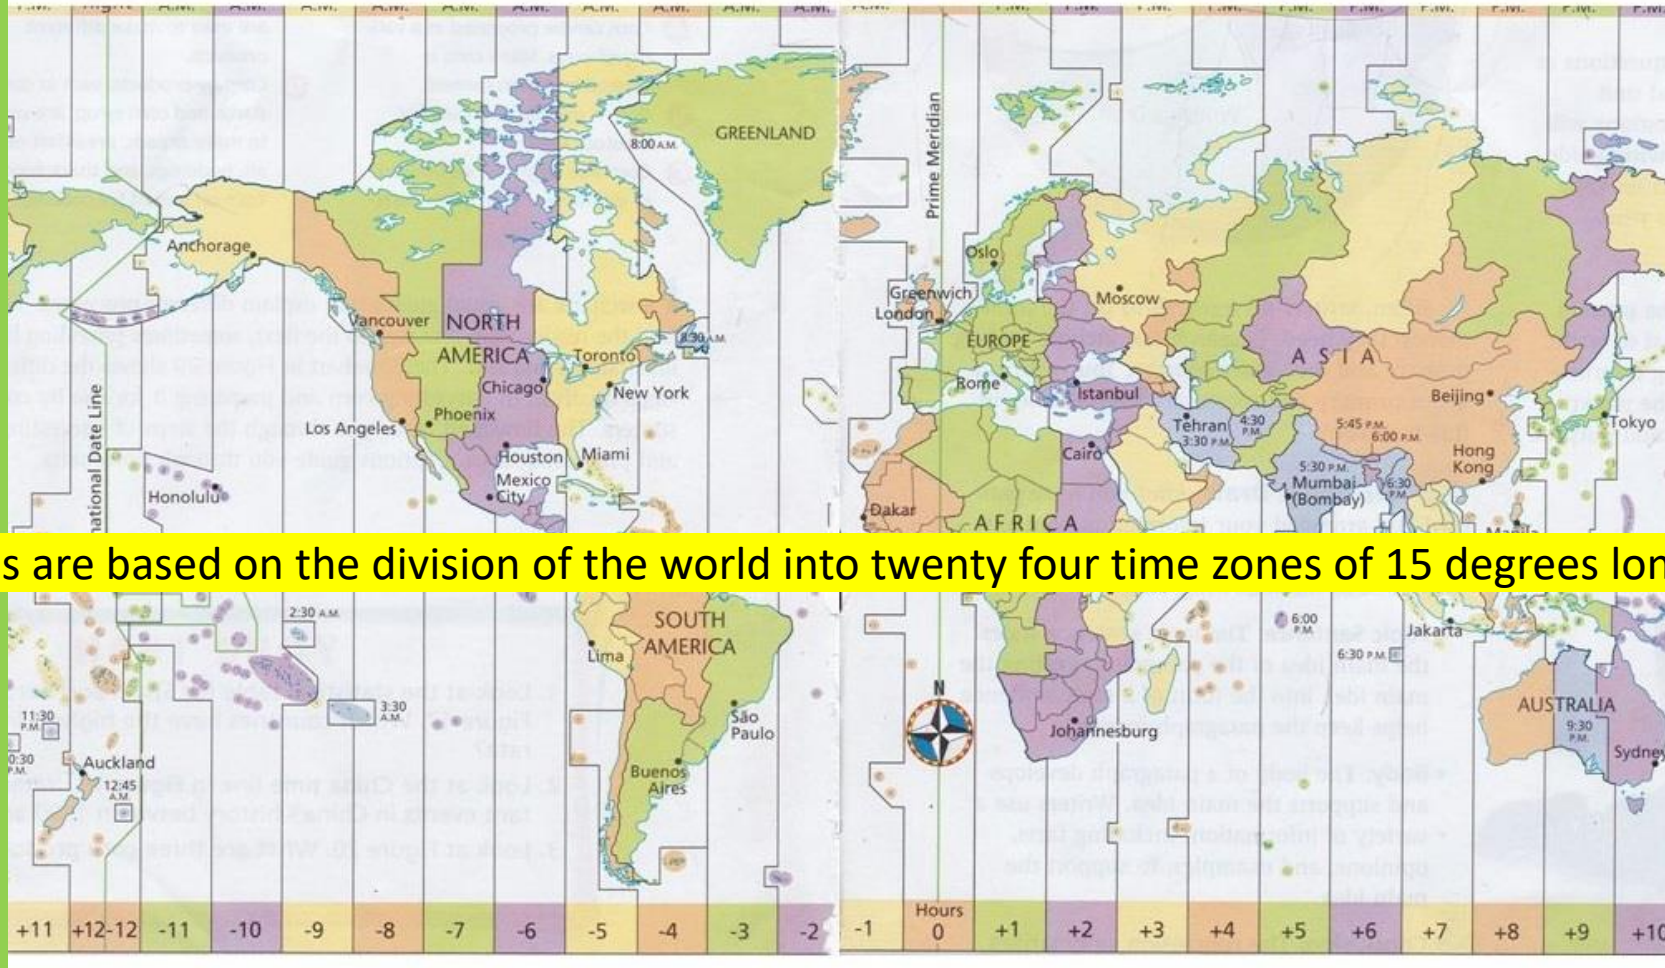 GREENLAND
8:00 A.M.
Prime Meridian
Anchorage
Oslo
Greenwich
London
Moscow
Vancouver
NORTH
AMERICA
8:30 A.M.
EUROPE
ASIA
Toronto
Chicago
New York
Rome
Istanbul
Beijing
Phoenix
Los Angeles
Tehran
3:30 P.M.
4:30
P.M.
5:45 P.M.
6:00 P.M.
Tokyo
Houston
Miami
Cairo
Hong
Kong
Mexico
City
5:30 P.M.
Mumbai
(Bombay)
6:30
P.M.
Honolulu
national Date Line
Dakar
AFRICA
s are based on the division of the world into twenty four time zones of 15 degrees lon
2:30 A.M.
SOUTH
AMERICA
Lima
6:00
P.M.
Jakarta
6:30 P.M.
N
3:30
A.M.
São
Paulo
Johannesburg
AUSTRALIA
9:30
P.M.
Sydney
11:30
P.M.
0:30
P.M.
Auckland
12:45
A.M.
Buenos
Aires
Hours
+11 +12 -12 -11 -10 -9 -8 -7 -6 -5 -4 -3 -2 -1 0 +1 +2 +3 +4 +5 +6 +7 +8 +9 +10